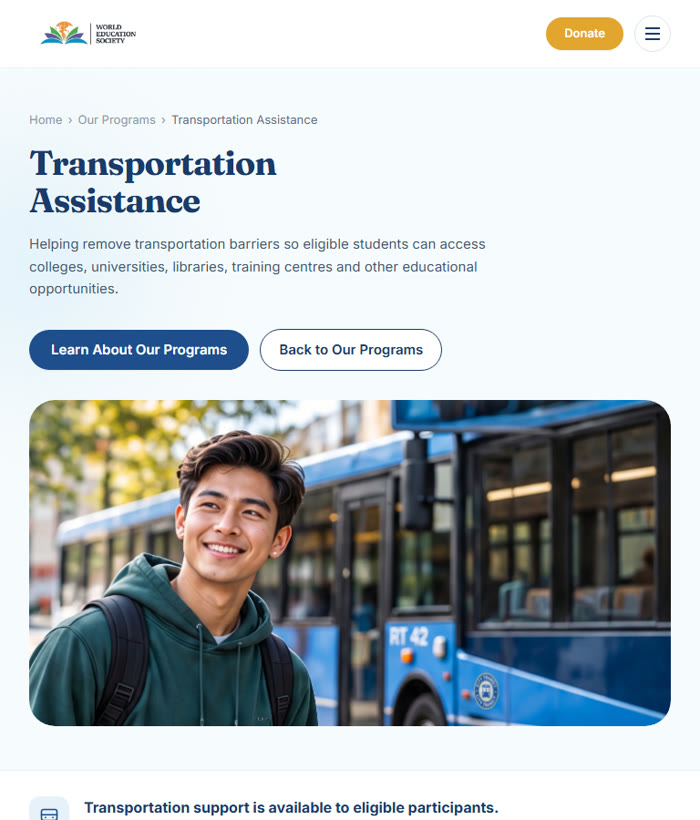 WORLD
EDUCATION
SOCIETY
Donate
Home › Our Programs › Transportation Assistance
Transportation
Assistance
Helping remove transportation barriers so eligible students can access
colleges, universities, libraries, training centres and other educational
opportunities.
Learn About Our Programs
Back to Our Programs
RT 42
Transportation support is available to eligible participants.